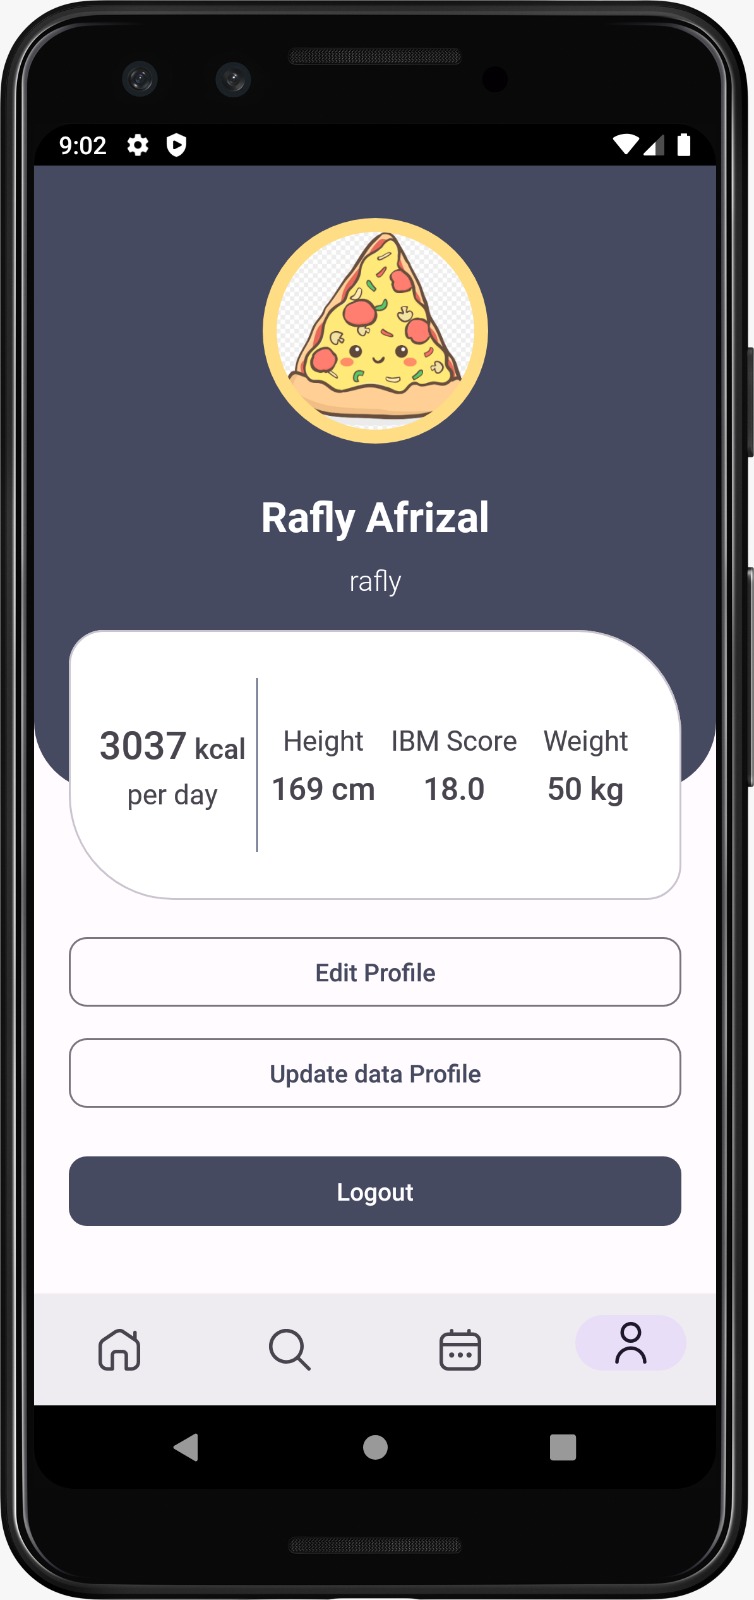 9:02
Rafly Afrizal
rafly
3037 kcal
per day
Height IBM Score Weight
169 cm 18.0 50 kg
Edit Profile
Update data Profile
Logout